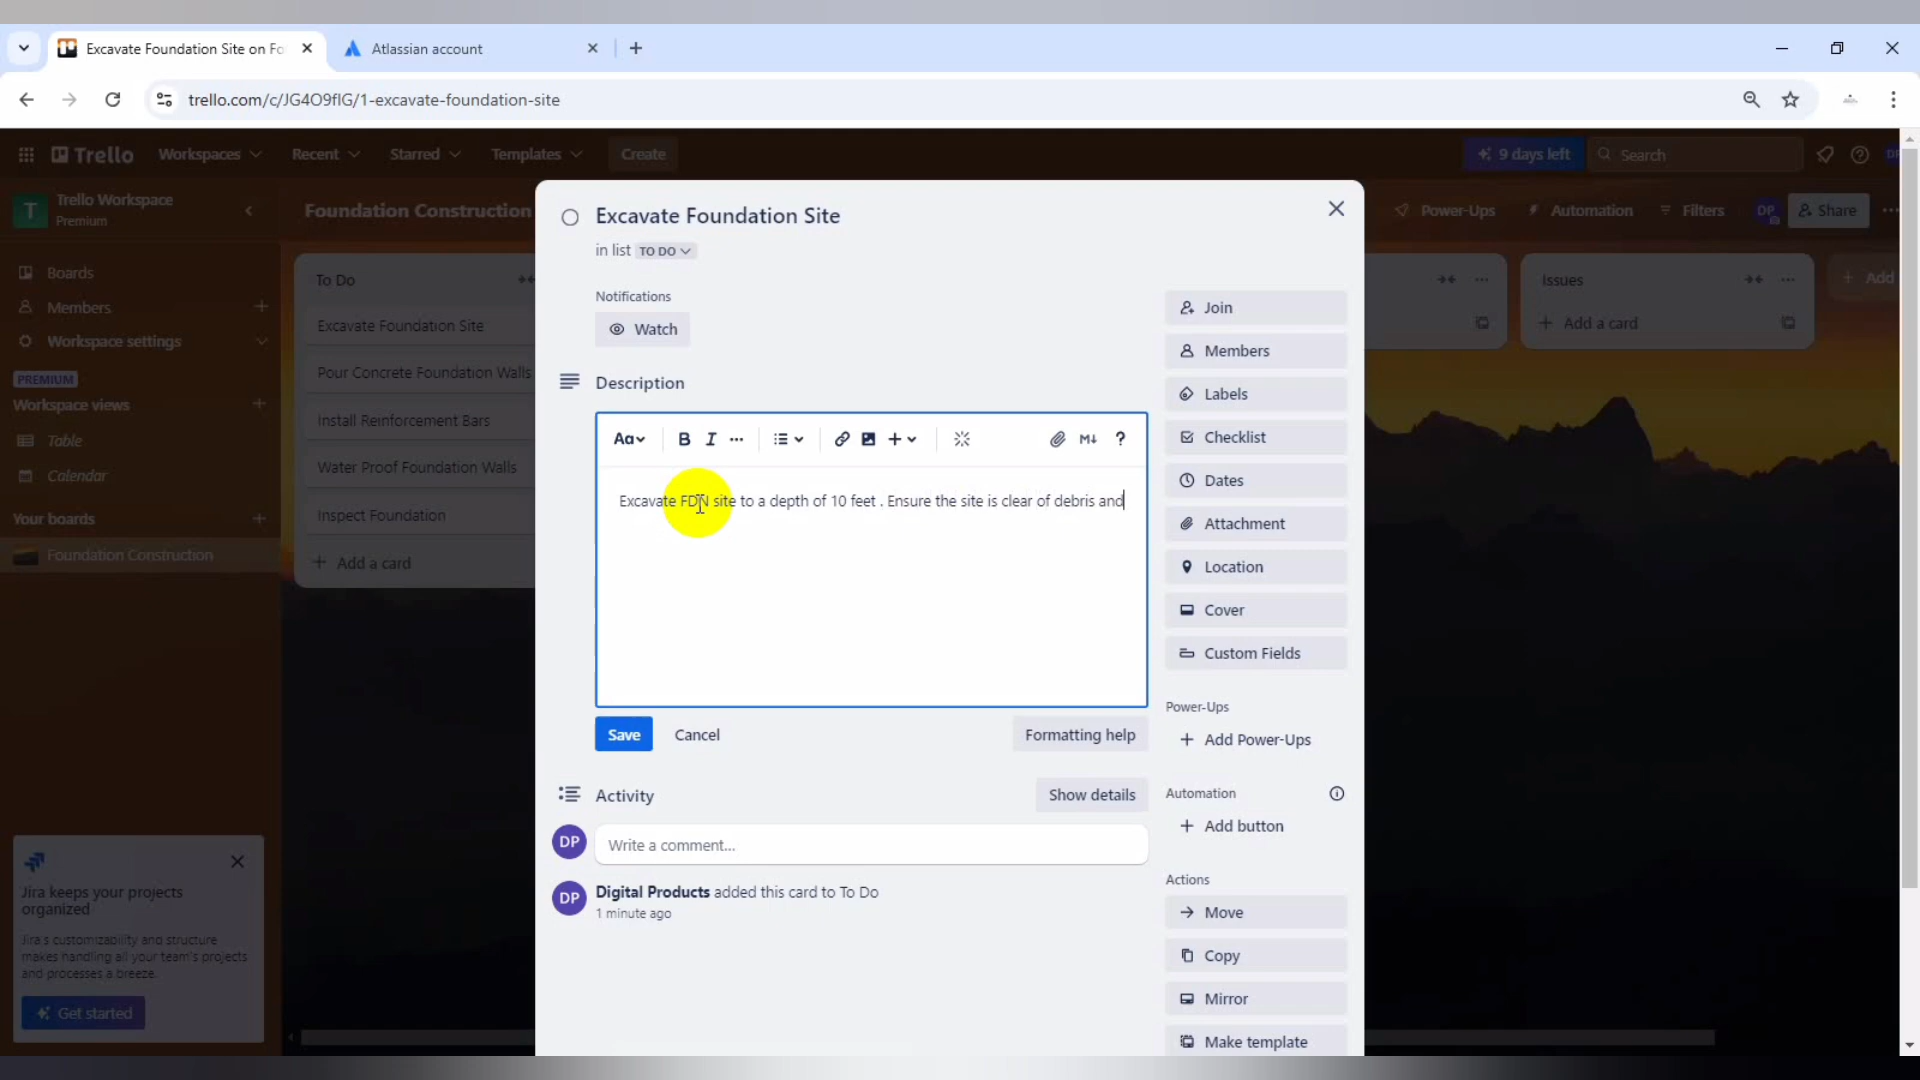 Excavate Foundation Site on Fo
Atlassian account
trello.com/c/JG4O9flG/1-excavate-foundation-site
Trello
Workspaces
Recent
Starred
Templates
Create
9 days left
Search
DP
T
Trello Workspace
Premium
Foundation Construction
Power-Ups
Automation
Filters
DP
Share
Boards
Members
Workspace settings
PREMIUM
Workspace views
Table
Calendar
Your boards
Foundation Construction
To Do
Excavate Foundation Site
Pour Concrete Foundation Walls
Install Reinforcement Bars
Water Proof Foundation Walls
Inspect Foundation
Add a card
Issues
Add a card
Add
Excavate Foundation Site
in list TO DO
Notifications
Watch
Description
Aa B I M ?
Excavate FDN site to a depth of 10 feet . Ensure the site is clear of debris and
Save Cancel Formatting help
Activity
Show details
DP
Write a comment...
DP
Digital Products added this card to To Do
1 minute ago
Join
Members
Labels
Checklist
Dates
Attachment
Location
Cover
Custom Fields
Power-Ups
Add Power-Ups
Automation
Add button
Actions
Move
Copy
Mirror
Make template
Jira keeps your projects
organized
Jira's customizability and structure
makes handling all your team's projects
and processes a breeze.
Get started